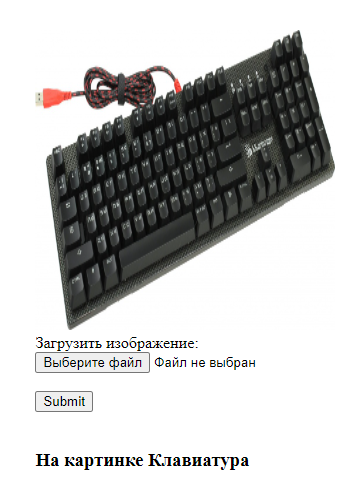 Загрузить изображение:
Выберите файл Файл не выбран
Submit
На картинке Клавиатура